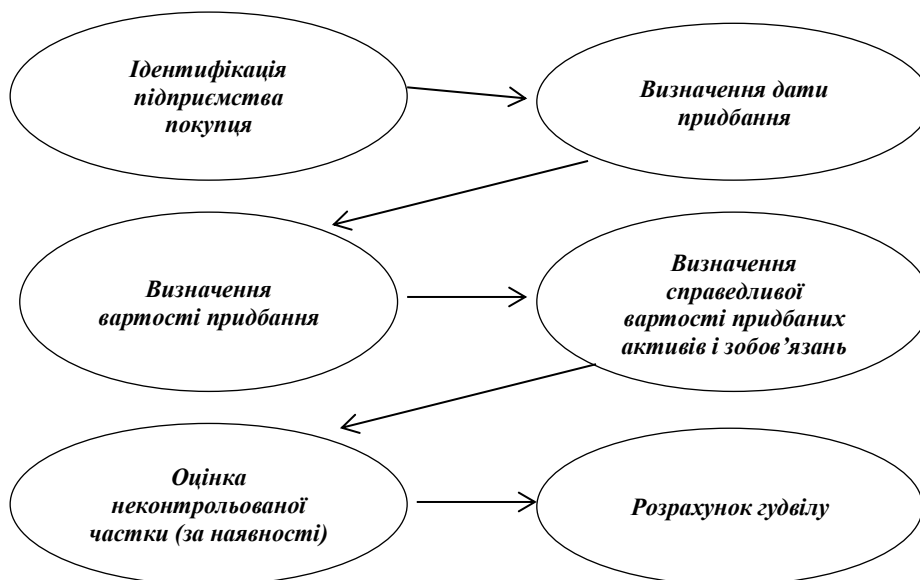 Ідентифікація
підприємства
покупця
Визначення дати
придбання
Визначення
вартості придбання
Визначення
справедливої
вартості придбаних
активів і зобов’язань
Оцінка
неконтрольованої
частки (за наявності)
Розрахунок гудвілу